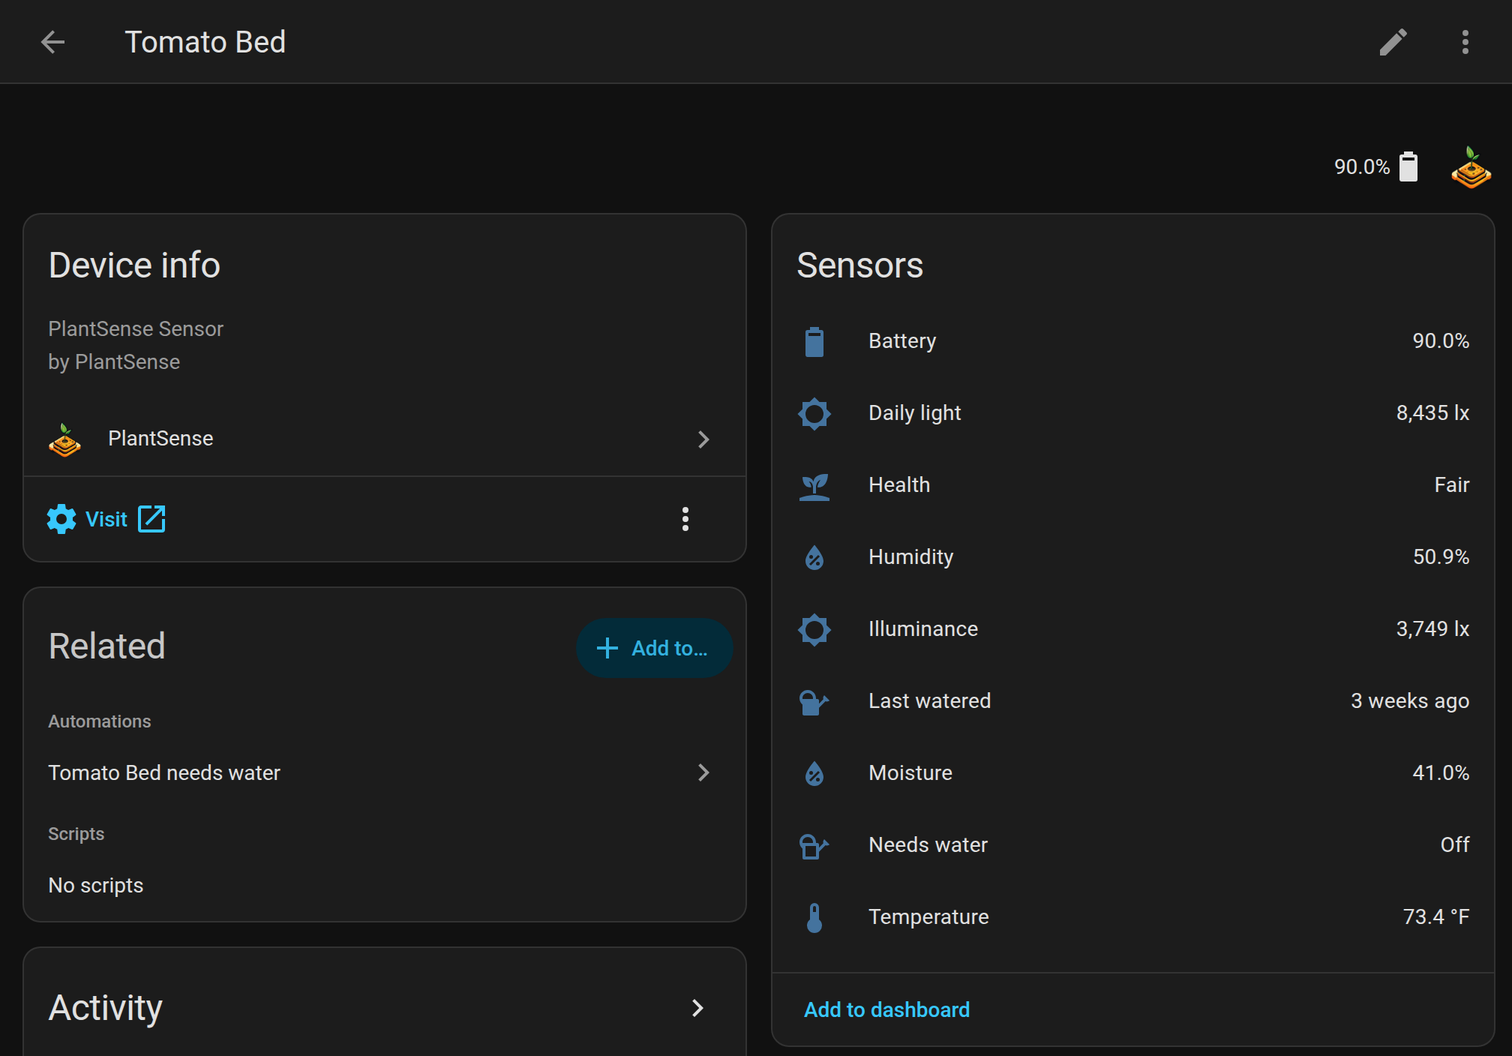 Tomato Bed
90.0%
Device info
PlantSense Sensor
by PlantSense
PlantSense
Visit
Related
Add to...
Automations
Tomato Bed needs water
Scripts
No scripts
Activity
Sensors
Battery 90.0%
Daily light 8,435 lx
Health Fair
Humidity 50.9%
Illuminance 3,749 lx
Last watered 3 weeks ago
Moisture 41.0%
Needs water Off
Temperature 73.4 °F
Add to dashboard